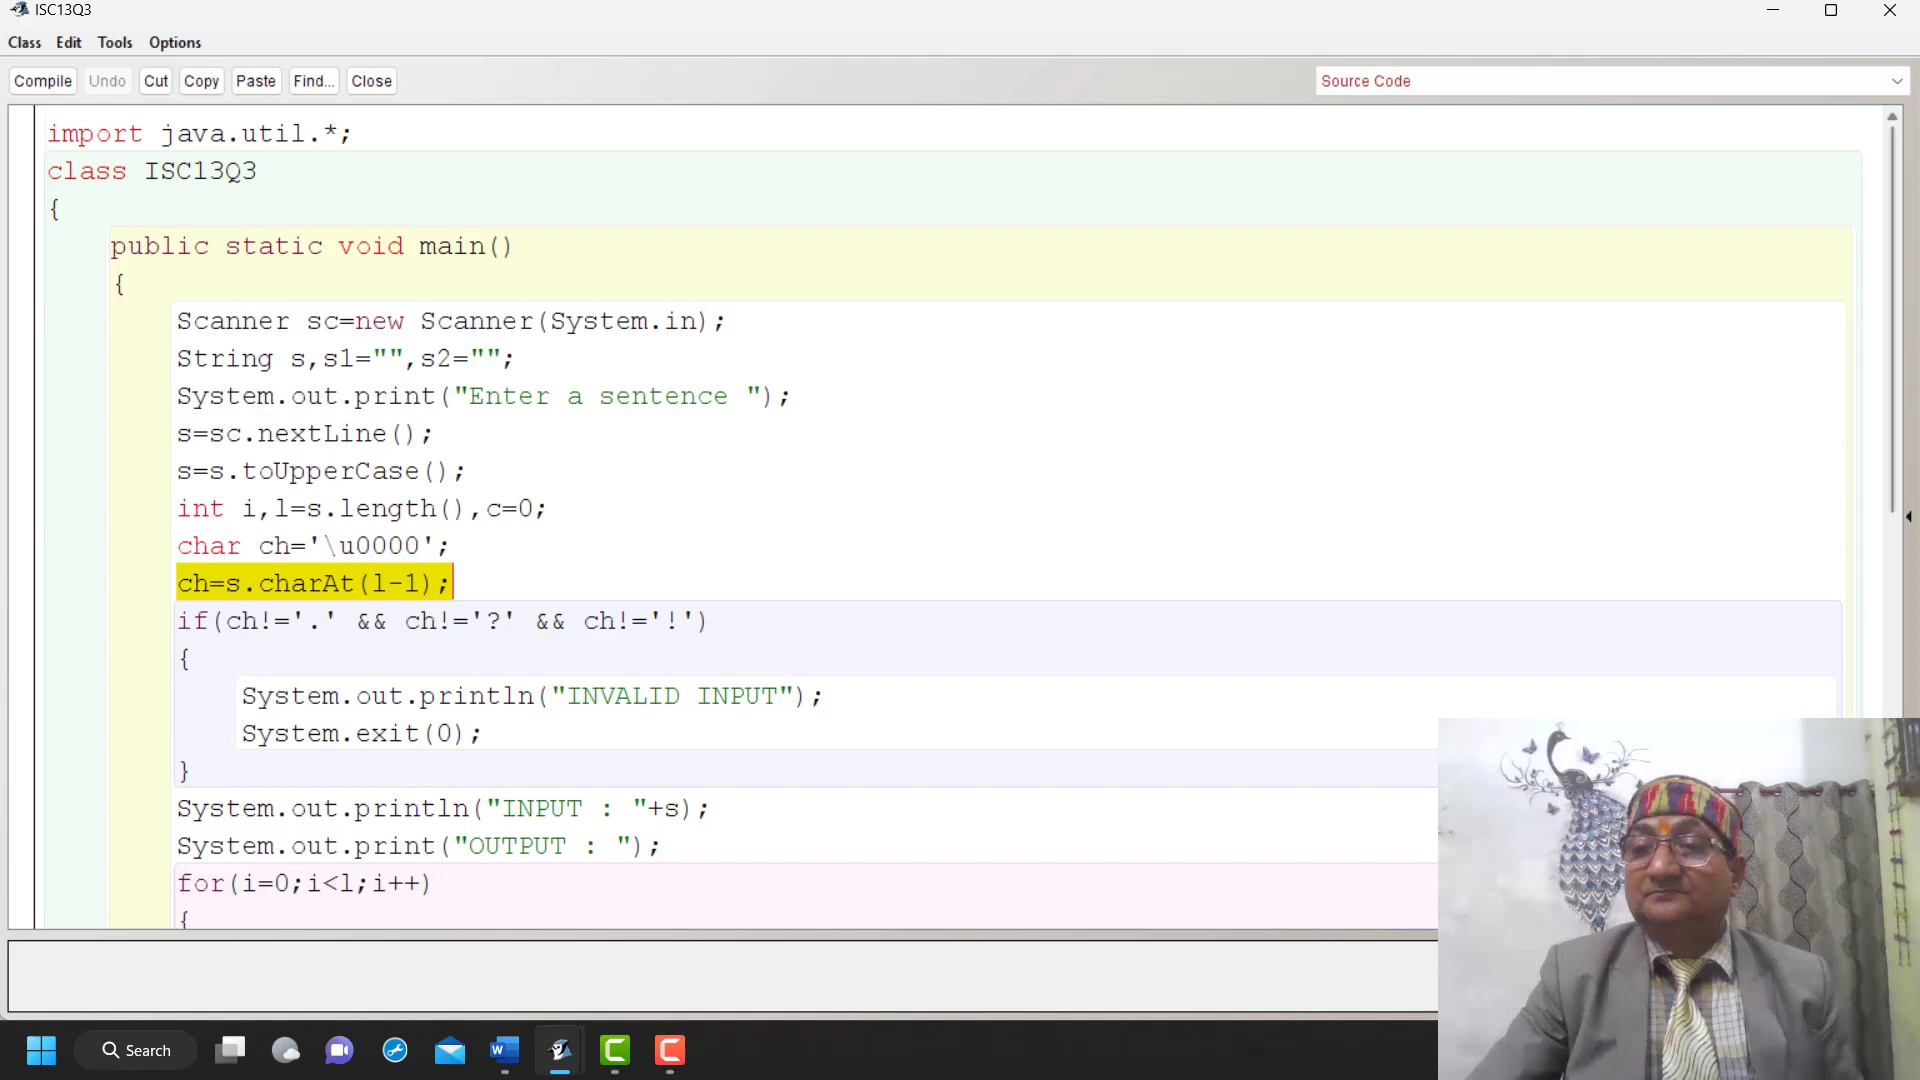 ISC13Q3
Class Edit Tools Options
Compile Undo Cut Copy Paste Find... Close Source Code
import java.util.*;
class ISC13Q3
{
public static void main()
{
Scanner sc=new Scanner(System.in);
String s,s1="",s2="";
System.out.print("Enter a sentence ");
s=sc.nextLine();
s=s.toUpperCase();
int i,l=s.length(),c=0;
char ch='\u0000';
ch=s.charAt(l-1);
if(ch!='.' && ch!='?' && ch!='!')
{
System.out.println("INVALID INPUT");
System.exit(0);
}
System.out.println("INPUT : "+s);
System.out.print("OUTPUT : ");
for(i=0;i<l;i++)
{
Search